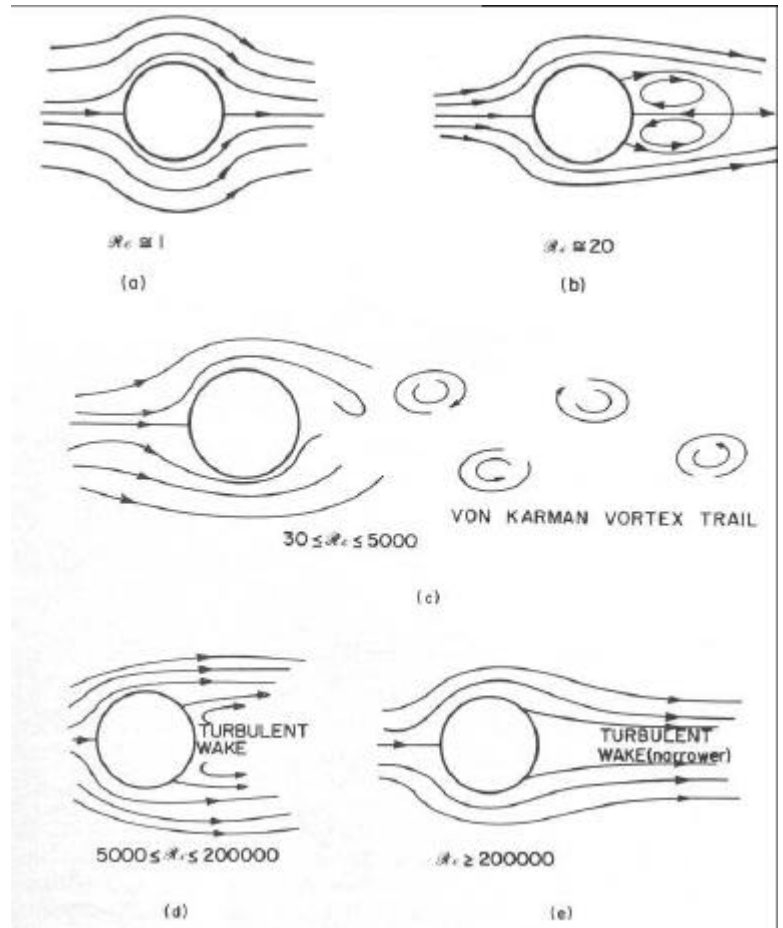 ℛe ≅ 1
(a)
ℛe ≅ 20
(b)
VON KARMAN VORTEX TRAIL
30 ≤ ℛe ≤ 5000
(c)
TURBULENT
WAKE
5000 ≤ ℛe ≤ 200000
(d)
TURBULENT
WAKE(narrower)
ℛe ≥ 200000
(e)